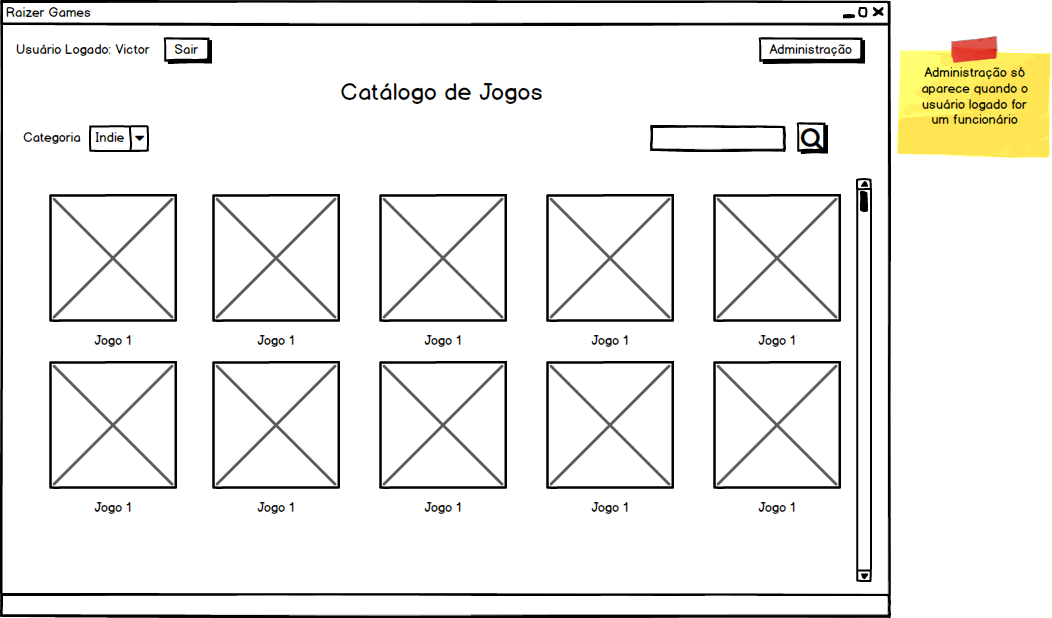 Raizer Games
Usuário Logado: Victor
Sair
Administração
Catálogo de Jogos
Categoria
Indie
Jogo 1
Jogo 1
Jogo 1
Jogo 1
Jogo 1
Jogo 1
Jogo 1
Jogo 1
Jogo 1
Jogo 1
Administração só
aparece quando o
usuário logado for
um funcionário